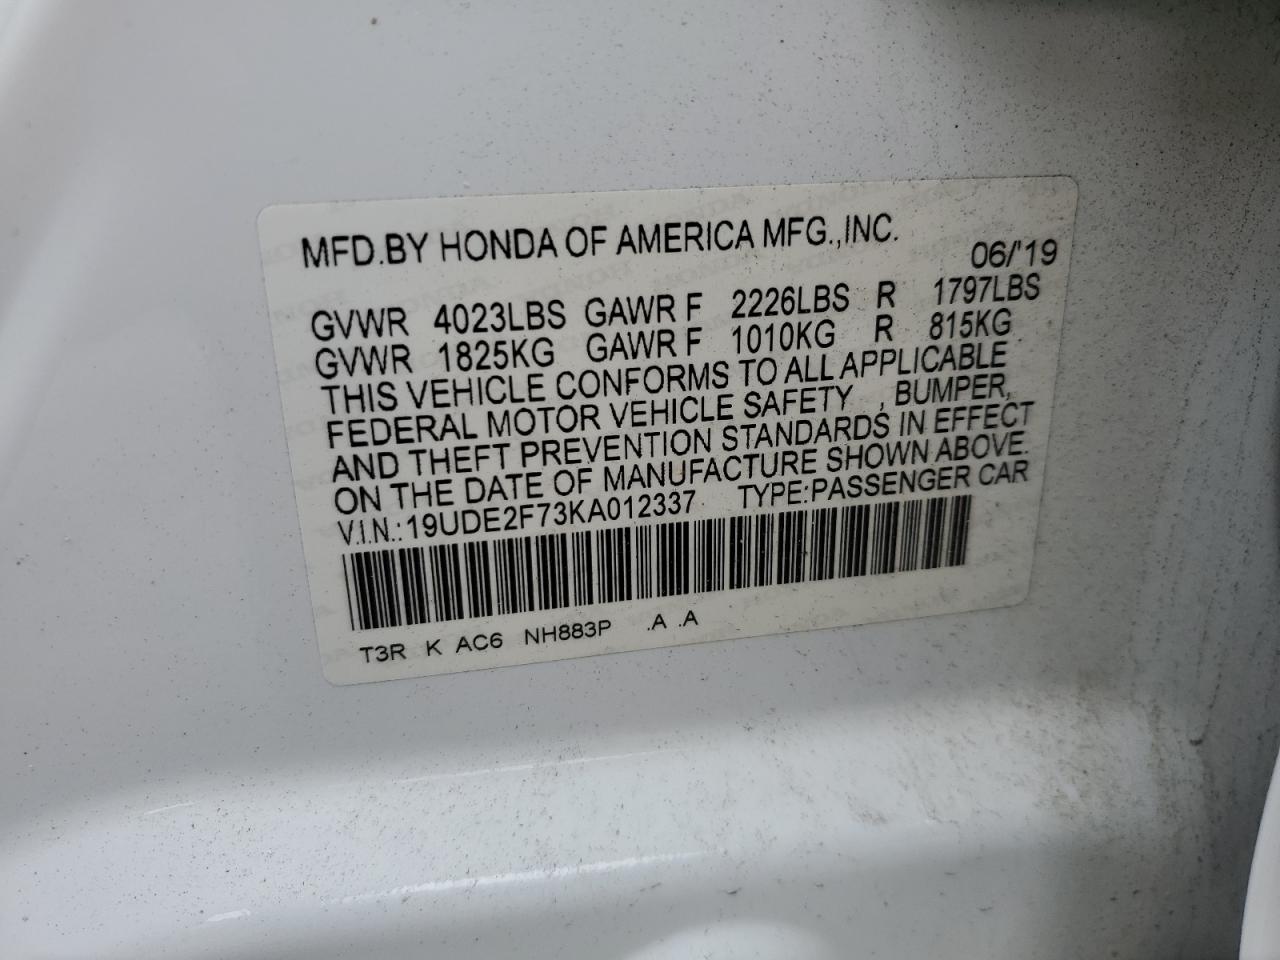 MFD.BY HONDA OF AMERICA MFG.,INC.
06/'19
GVWR 4023LBS GAWR F 2226LBS R 1797LBS
GVWR 1825KG GAWR F 1010KG R 815KG
THIS VEHICLE CONFORMS TO ALL APPLICABLE
FEDERAL MOTOR VEHICLE SAFETY , BUMPER,
AND THEFT PREVENTION STANDARDS IN EFFECT
ON THE DATE OF MANUFACTURE SHOWN ABOVE.
V.I.N.:19UDE2F73KA012337 TYPE:PASSENGER CAR
T3R K AC6 NH883P .A .A